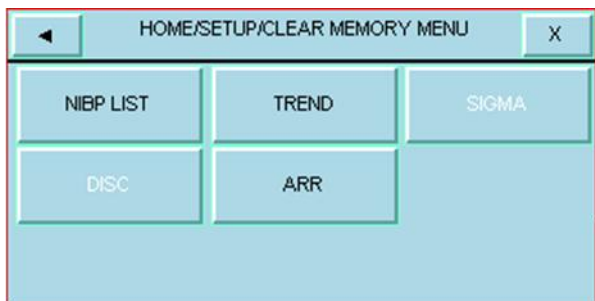 ◄ HOME/SETUP/CLEAR MEMORY MENU X
NIBP LIST TREND SIGMA
DISC ARR